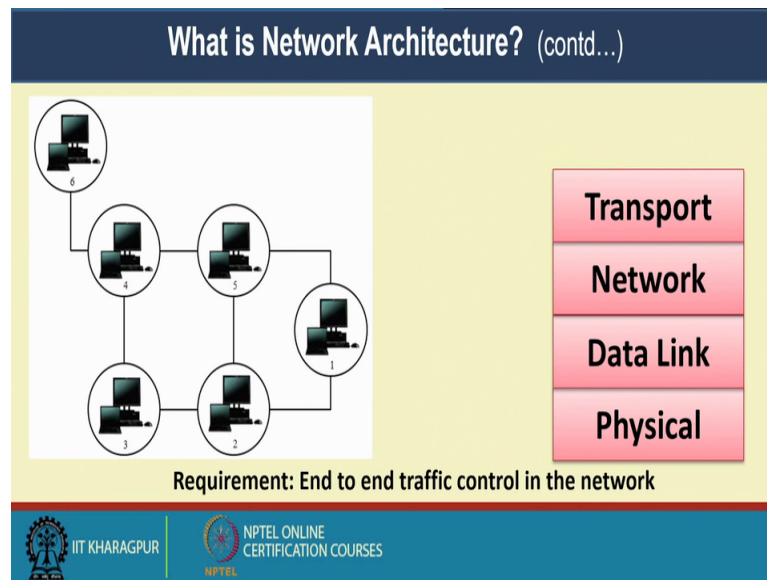 What is Network Architecture? (contd...)
6
4
5
1
3
2
Transport
Network
Data Link
Physical
Requirement: End to end traffic control in the network
IIT KHARAGPUR
NPTEL
NPTEL ONLINE
CERTIFICATION COURSES